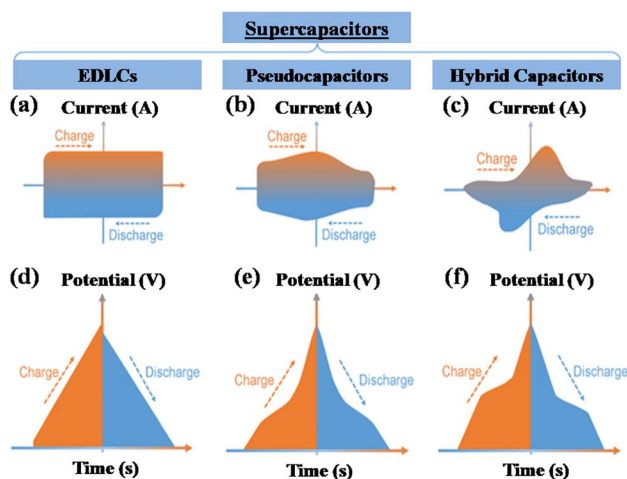 Supercapacitors
EDLCs
Pseudocapacitors
Hybrid Capacitors
(a)
Current (A)
Charge
Discharge
(b)
Current (A)
Charge
Discharge
(c)
Current (A)
Charge
Discharge
(d)
Potential (V)
Charge
Discharge
Time (s)
(e)
Potential (V)
Charge
Discharge
Time (s)
(f)
Potential (V)
Charge
Discharge
Time (s)